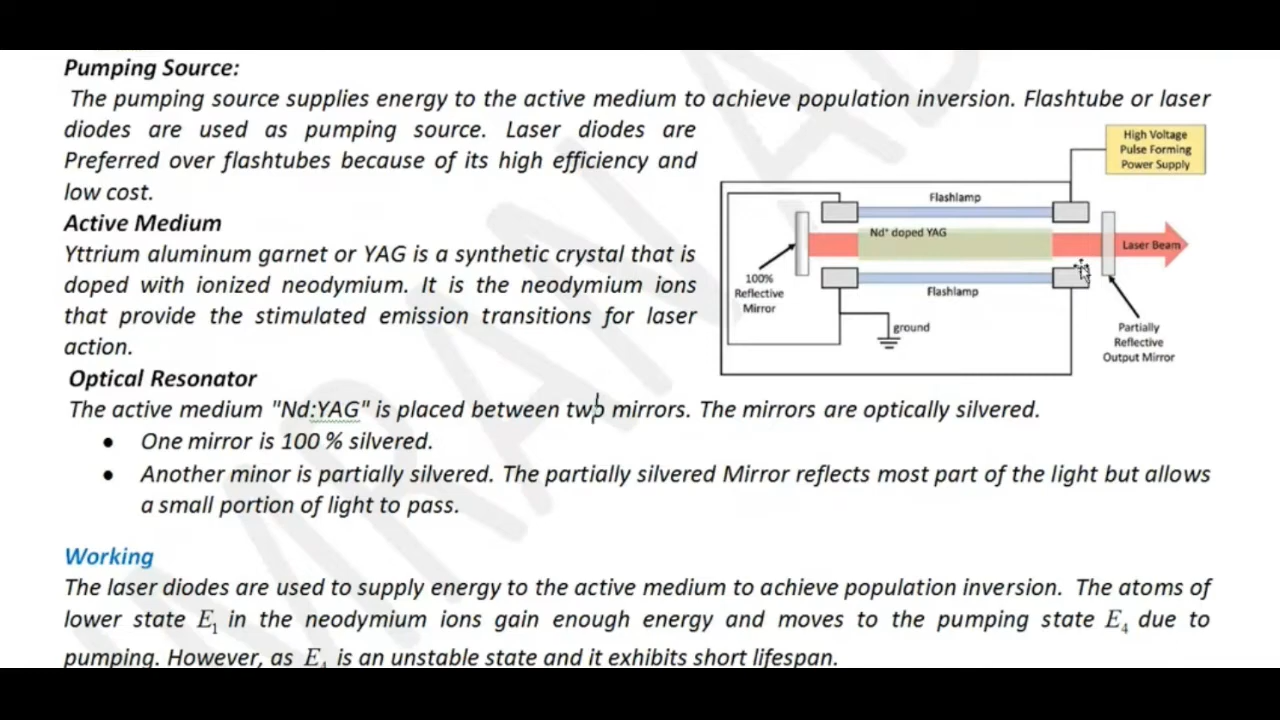 Pumping Source:
The pumping source supplies energy to the active medium to achieve population inversion. Flashtube or laser
diodes are used as pumping source. Laser diodes are
Preferred over flashtubes because of its high efficiency and
low cost.
Active Medium
Yttrium aluminum garnet or YAG is a synthetic crystal that is
doped with ionized neodymium. It is the neodymium ions
that provide the stimulated emission transitions for laser
action.
High Voltage
Pulse Forming
Power Supply
Flashlamp
Nd⁺ doped YAG
Laser Beam
100%
Reflective
Mirror
Flashlamp
ground
Partially
Reflective
Output Mirror
Optical Resonator
The active medium "Nd:YAG" is placed between two mirrors. The mirrors are optically silvered.
• One mirror is 100 % silvered.
• Another minor is partially silvered. The partially silvered Mirror reflects most part of the light but allows
a small portion of light to pass.
Working
The laser diodes are used to supply energy to the active medium to achieve population inversion. The atoms of
lower state E₁ in the neodymium ions gain enough energy and moves to the pumping state E₄ due to
pumping. However, as E₄ is an unstable state and it exhibits short lifespan.